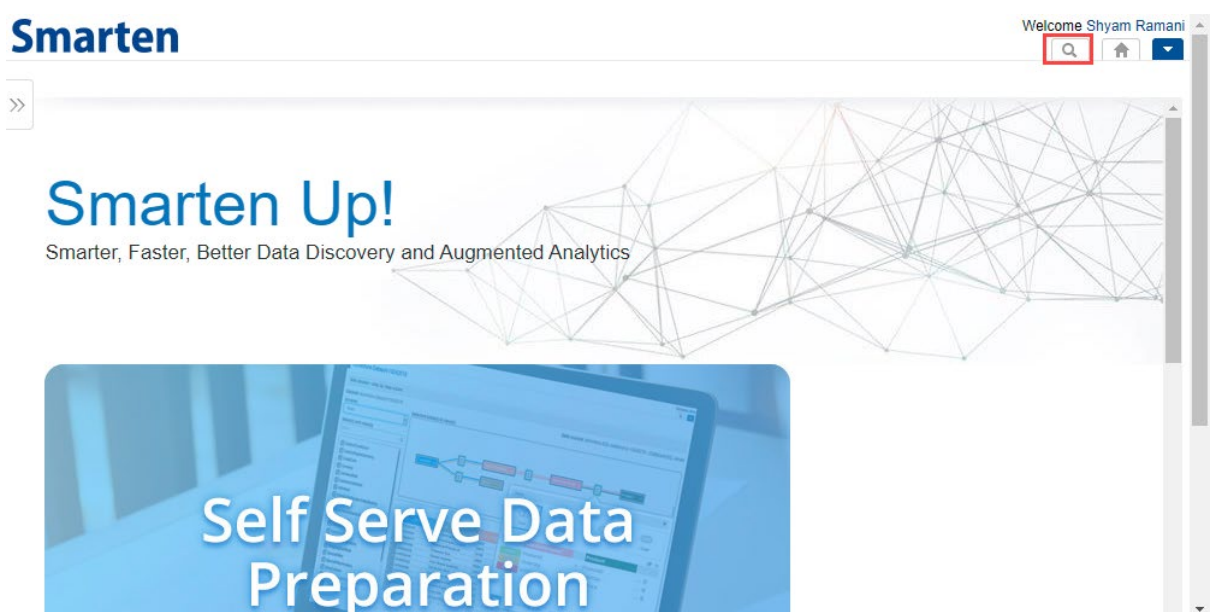 Smarten
Welcome Shyam Ramani
Smarten Up!
Smarter, Faster, Better Data Discovery and Augmented Analytics
Self Serve Data
Preparation